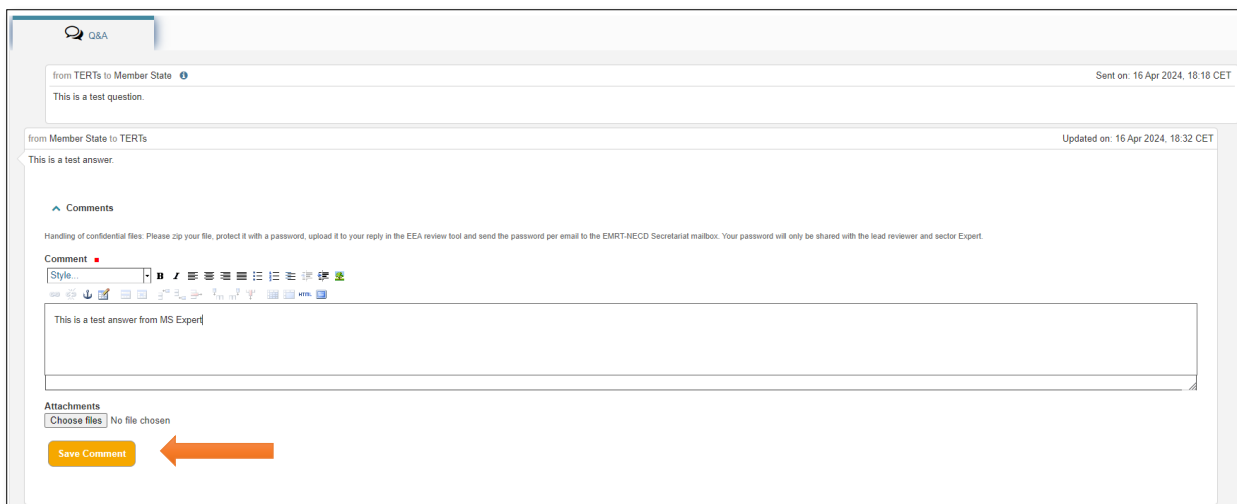 Q&A
from TERTs to Member State Sent on: 16 Apr 2024, 18:18 CET
This is a test question.
from Member State to TERTs Updated on: 16 Apr 2024, 18:32 CET
This is a test answer.
Comments
Handling of confidential files: Please zip your file, protect it with a password, upload it to your reply in the EEA review tool and send the password per email to the EMRT-NECD Secretariat mailbox. Your password will only be shared with the lead reviewer and sector Expert.
Comment
Style... B I
HTML
This is a test answer from MS Expert
Attachments
Choose files No file chosen
Save Comment